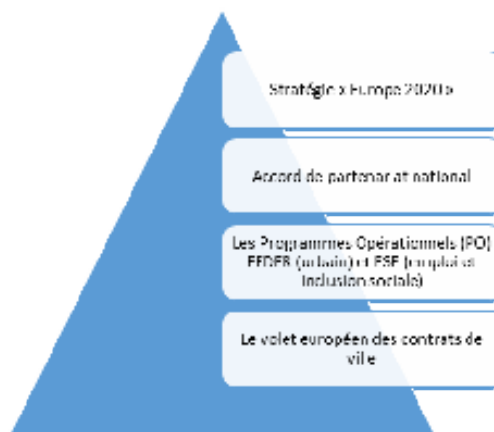 Stratégie « Europe 2020 »
Accord de partenariat national
Les Programmes Opérationnels (PO)
FEDER (urbain) et FSE (emploi et
inclusion sociale)
Le volet européen des contrats de
ville